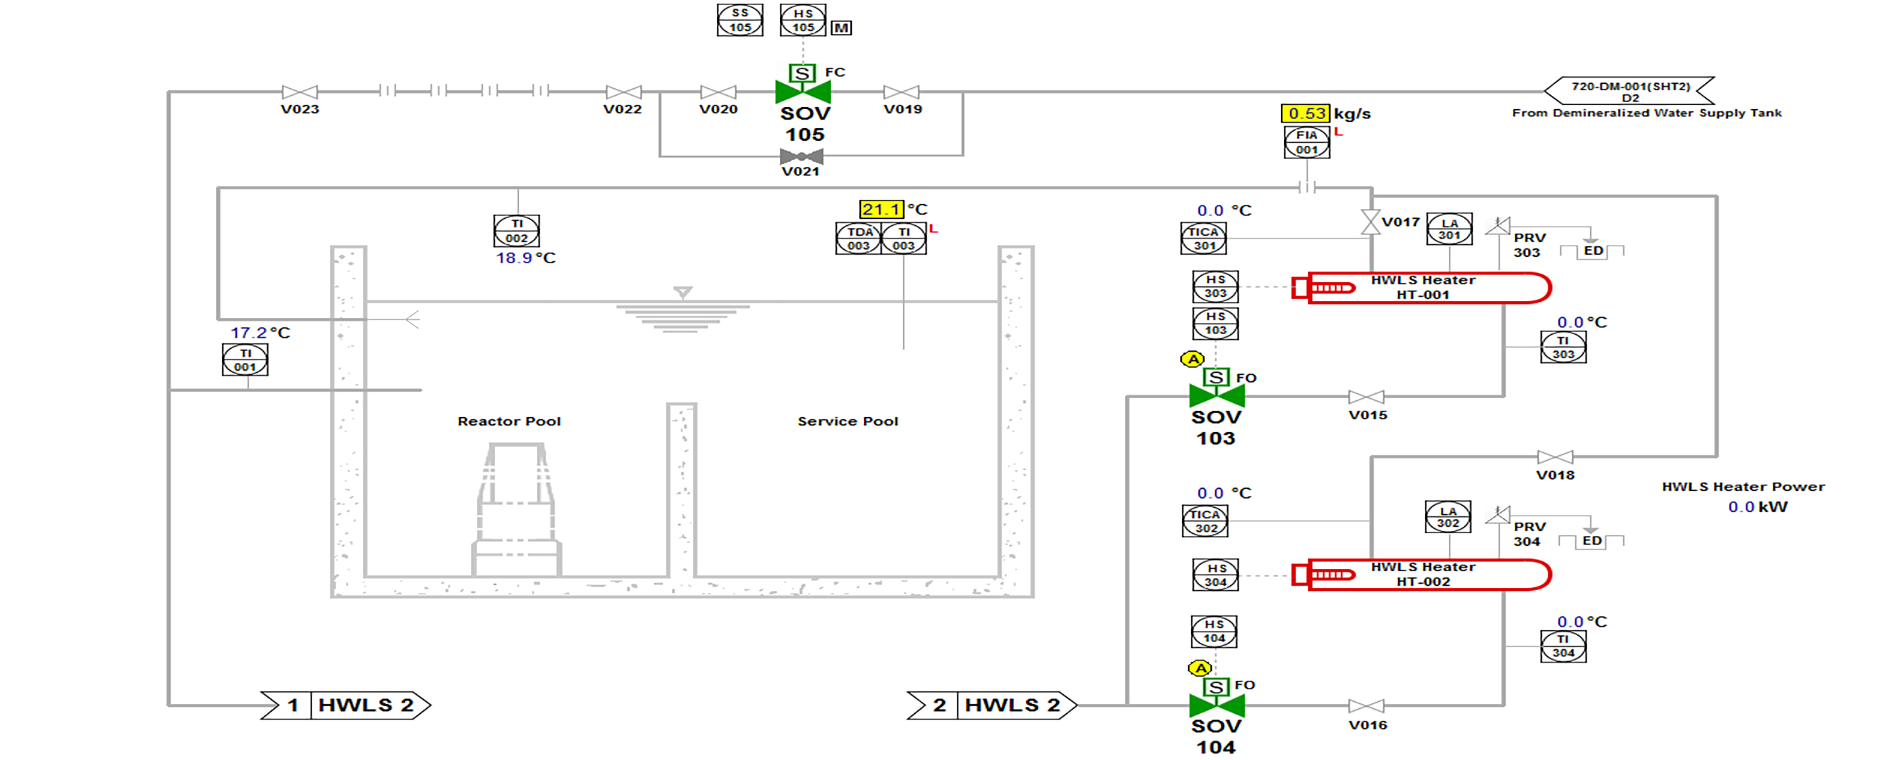 SS
105
HS
105
M
S
FC
V023
V022
V020
SOV
105
V019
V021
720-DM-001(SHT2)
D2
From Demineralized Water Supply Tank
0.53 kg/s
FIA
001
L
TI
002
18.9 °C
21.1 °C
TDA
003
TI
003
L
0.0 °C
TICA
301
V017
LA
301
PRV
303
ED
HS
303
HWLS Heater
HT-001
HS
103
17.2 °C
TI
001
0.0 °C
TI
303
A
S
FO
SOV
103
V015
Reactor Pool
Service Pool
V018
HWLS Heater Power
0.0 kW
0.0 °C
TICA
302
LA
302
PRV
304
ED
HS
304
HWLS Heater
HT-002
HS
104
0.0 °C
TI
304
A
S
FO
SOV
104
V016
1 HWLS 2
2 HWLS 2